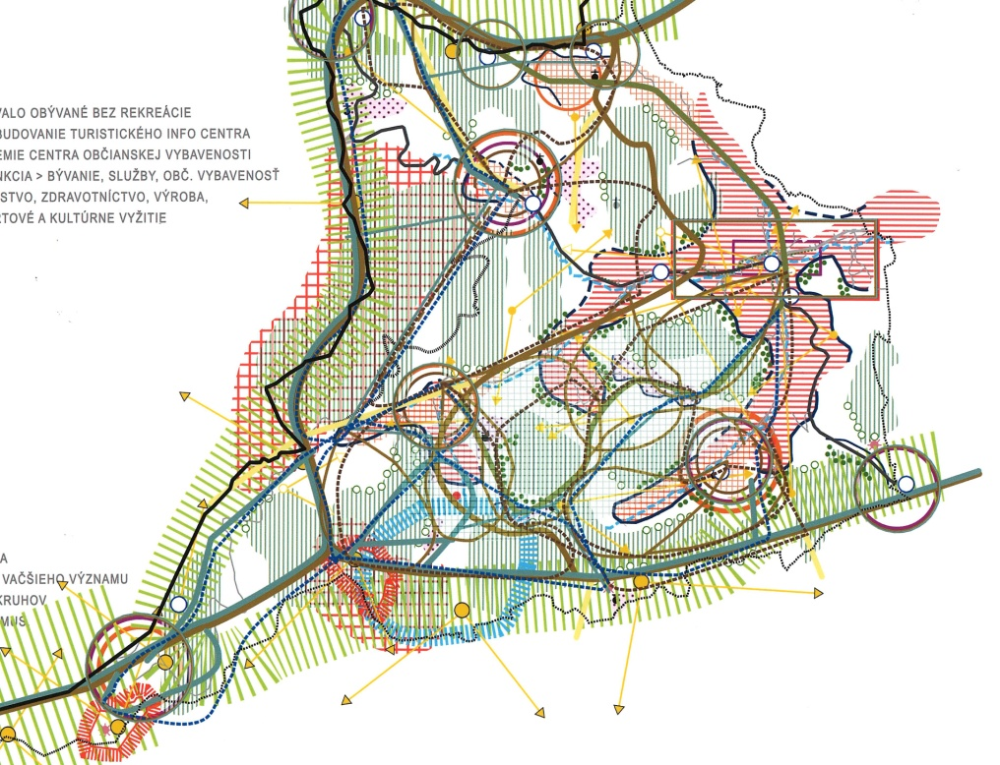 VALO OBÝVANÉ BEZ REKREÁCIE
BUDOVANIE TURISTICKÉHO INFO CENTRA
EMIE CENTRA OBČIANSKEJ VYBAVENOSTI
NKCIA > BÝVANIE, SLUŽBY, OBČ. VYBAVENOSŤ
STVO, ZDRAVOTNÍCTVO, VÝROBA,
RTOVÉ A KULTÚRNE VYŽITIE
A
VAČŠIEHO VÝZNAMU
KRUHOV
MUS